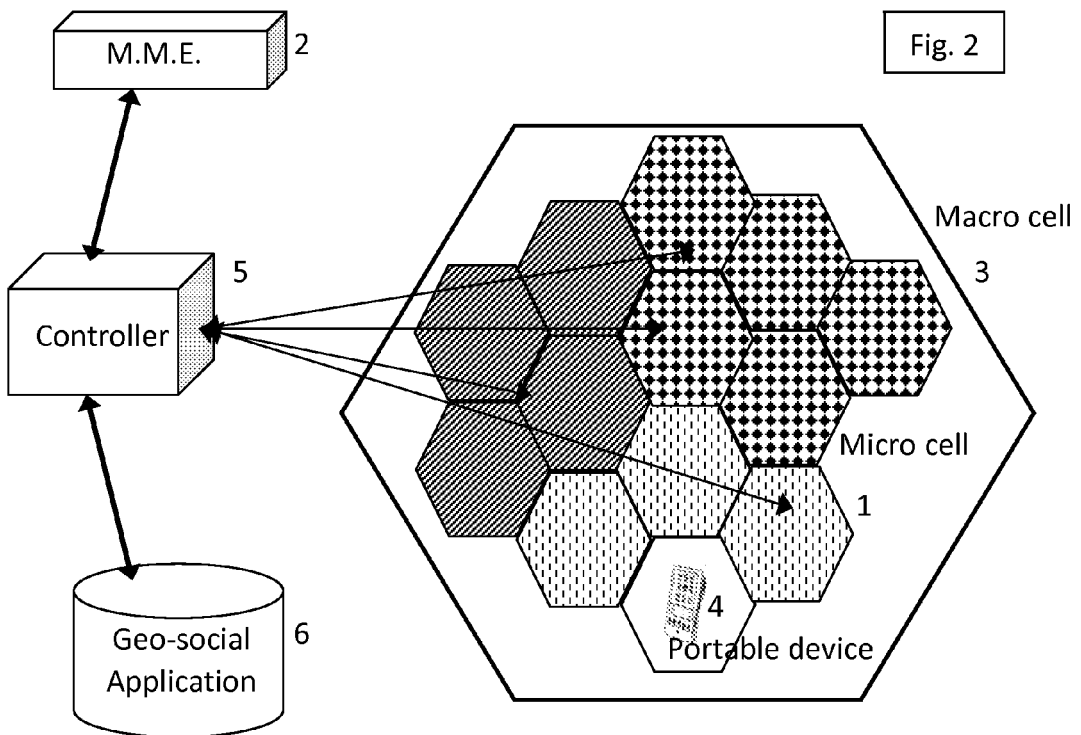 M.M.E.
2
Fig. 2
Macro cell
3
5
Controller
Micro cell
1
4
Portable device
Geo-social
Application
6